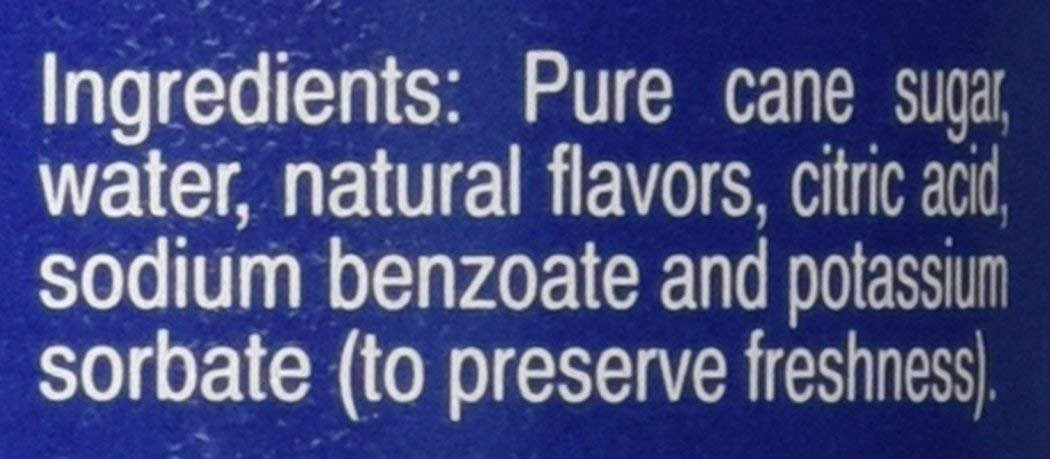 Ingredients: Pure cane sugar,
water, natural flavors, citric acid,
sodium benzoate and potassium
sorbate (to preserve freshness).